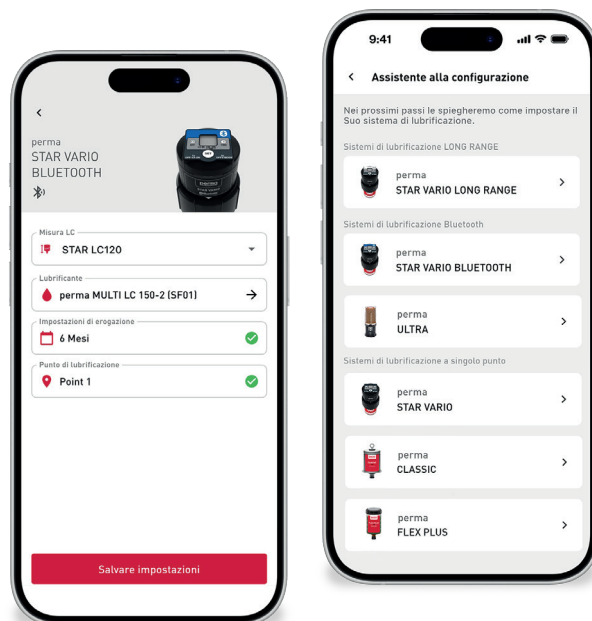 perma
STAR VARIO
BLUETOOTH
Misura LC
STAR LC120
Lubrificante
perma MULTI LC 150-2 (SF01)
Impostazioni di erogazione
6 Mesi
Punto di lubrificazione
Point 1
Salvare impostazioni
9:41
Assistente alla configurazione
Nei prossimi passi le spiegheremo come impostare il
Suo sistema di lubrificazione.
Sistemi di lubrificazione LONG RANGE
perma
STAR VARIO LONG RANGE
Sistemi di lubrificazione Bluetooth
perma
STAR VARIO BLUETOOTH
perma
ULTRA
Sistemi di lubrificazione a singolo punto
perma
STAR VARIO
perma
CLASSIC
perma
FLEX PLUS